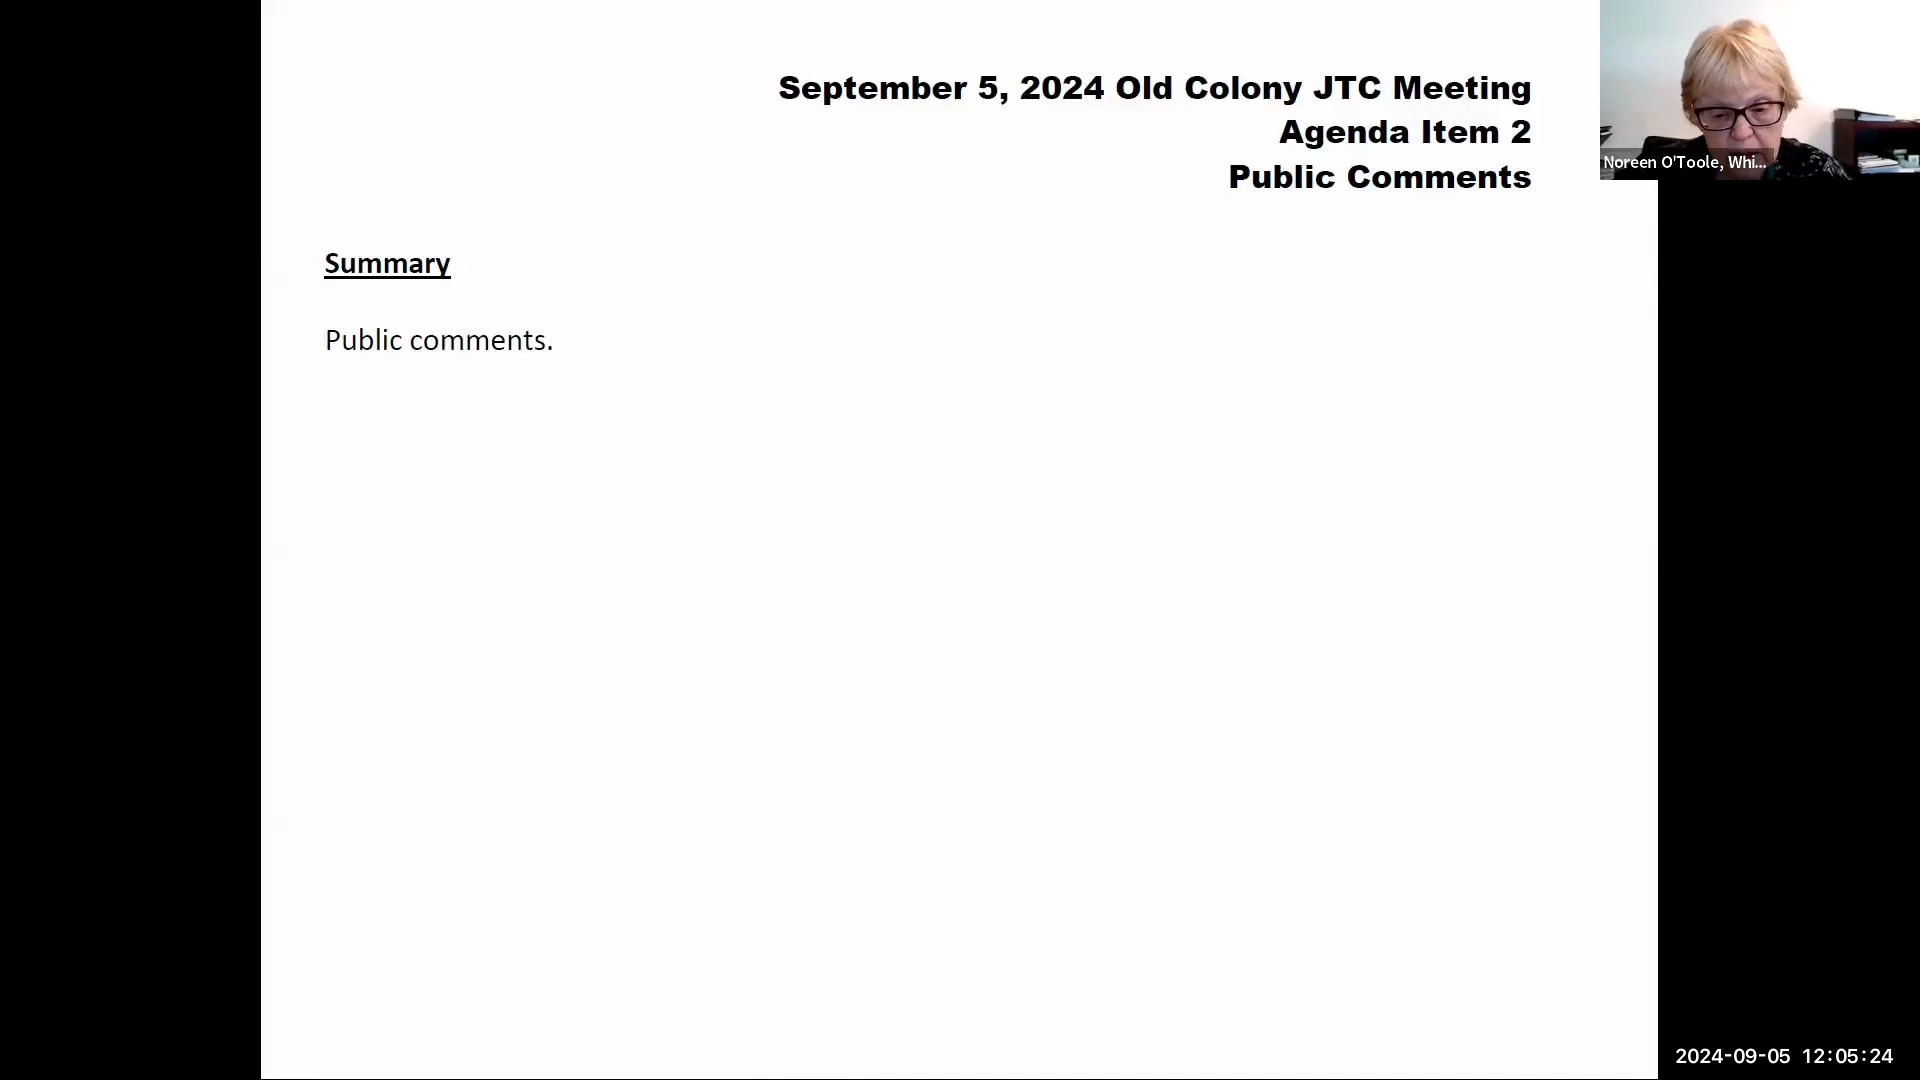 September 5, 2024 Old Colony JTC Meeting
Agenda Item 2
Public Comments
Noreen O'Toole, Whi...
Summary
Public comments.
2024-09-05 12:05:24